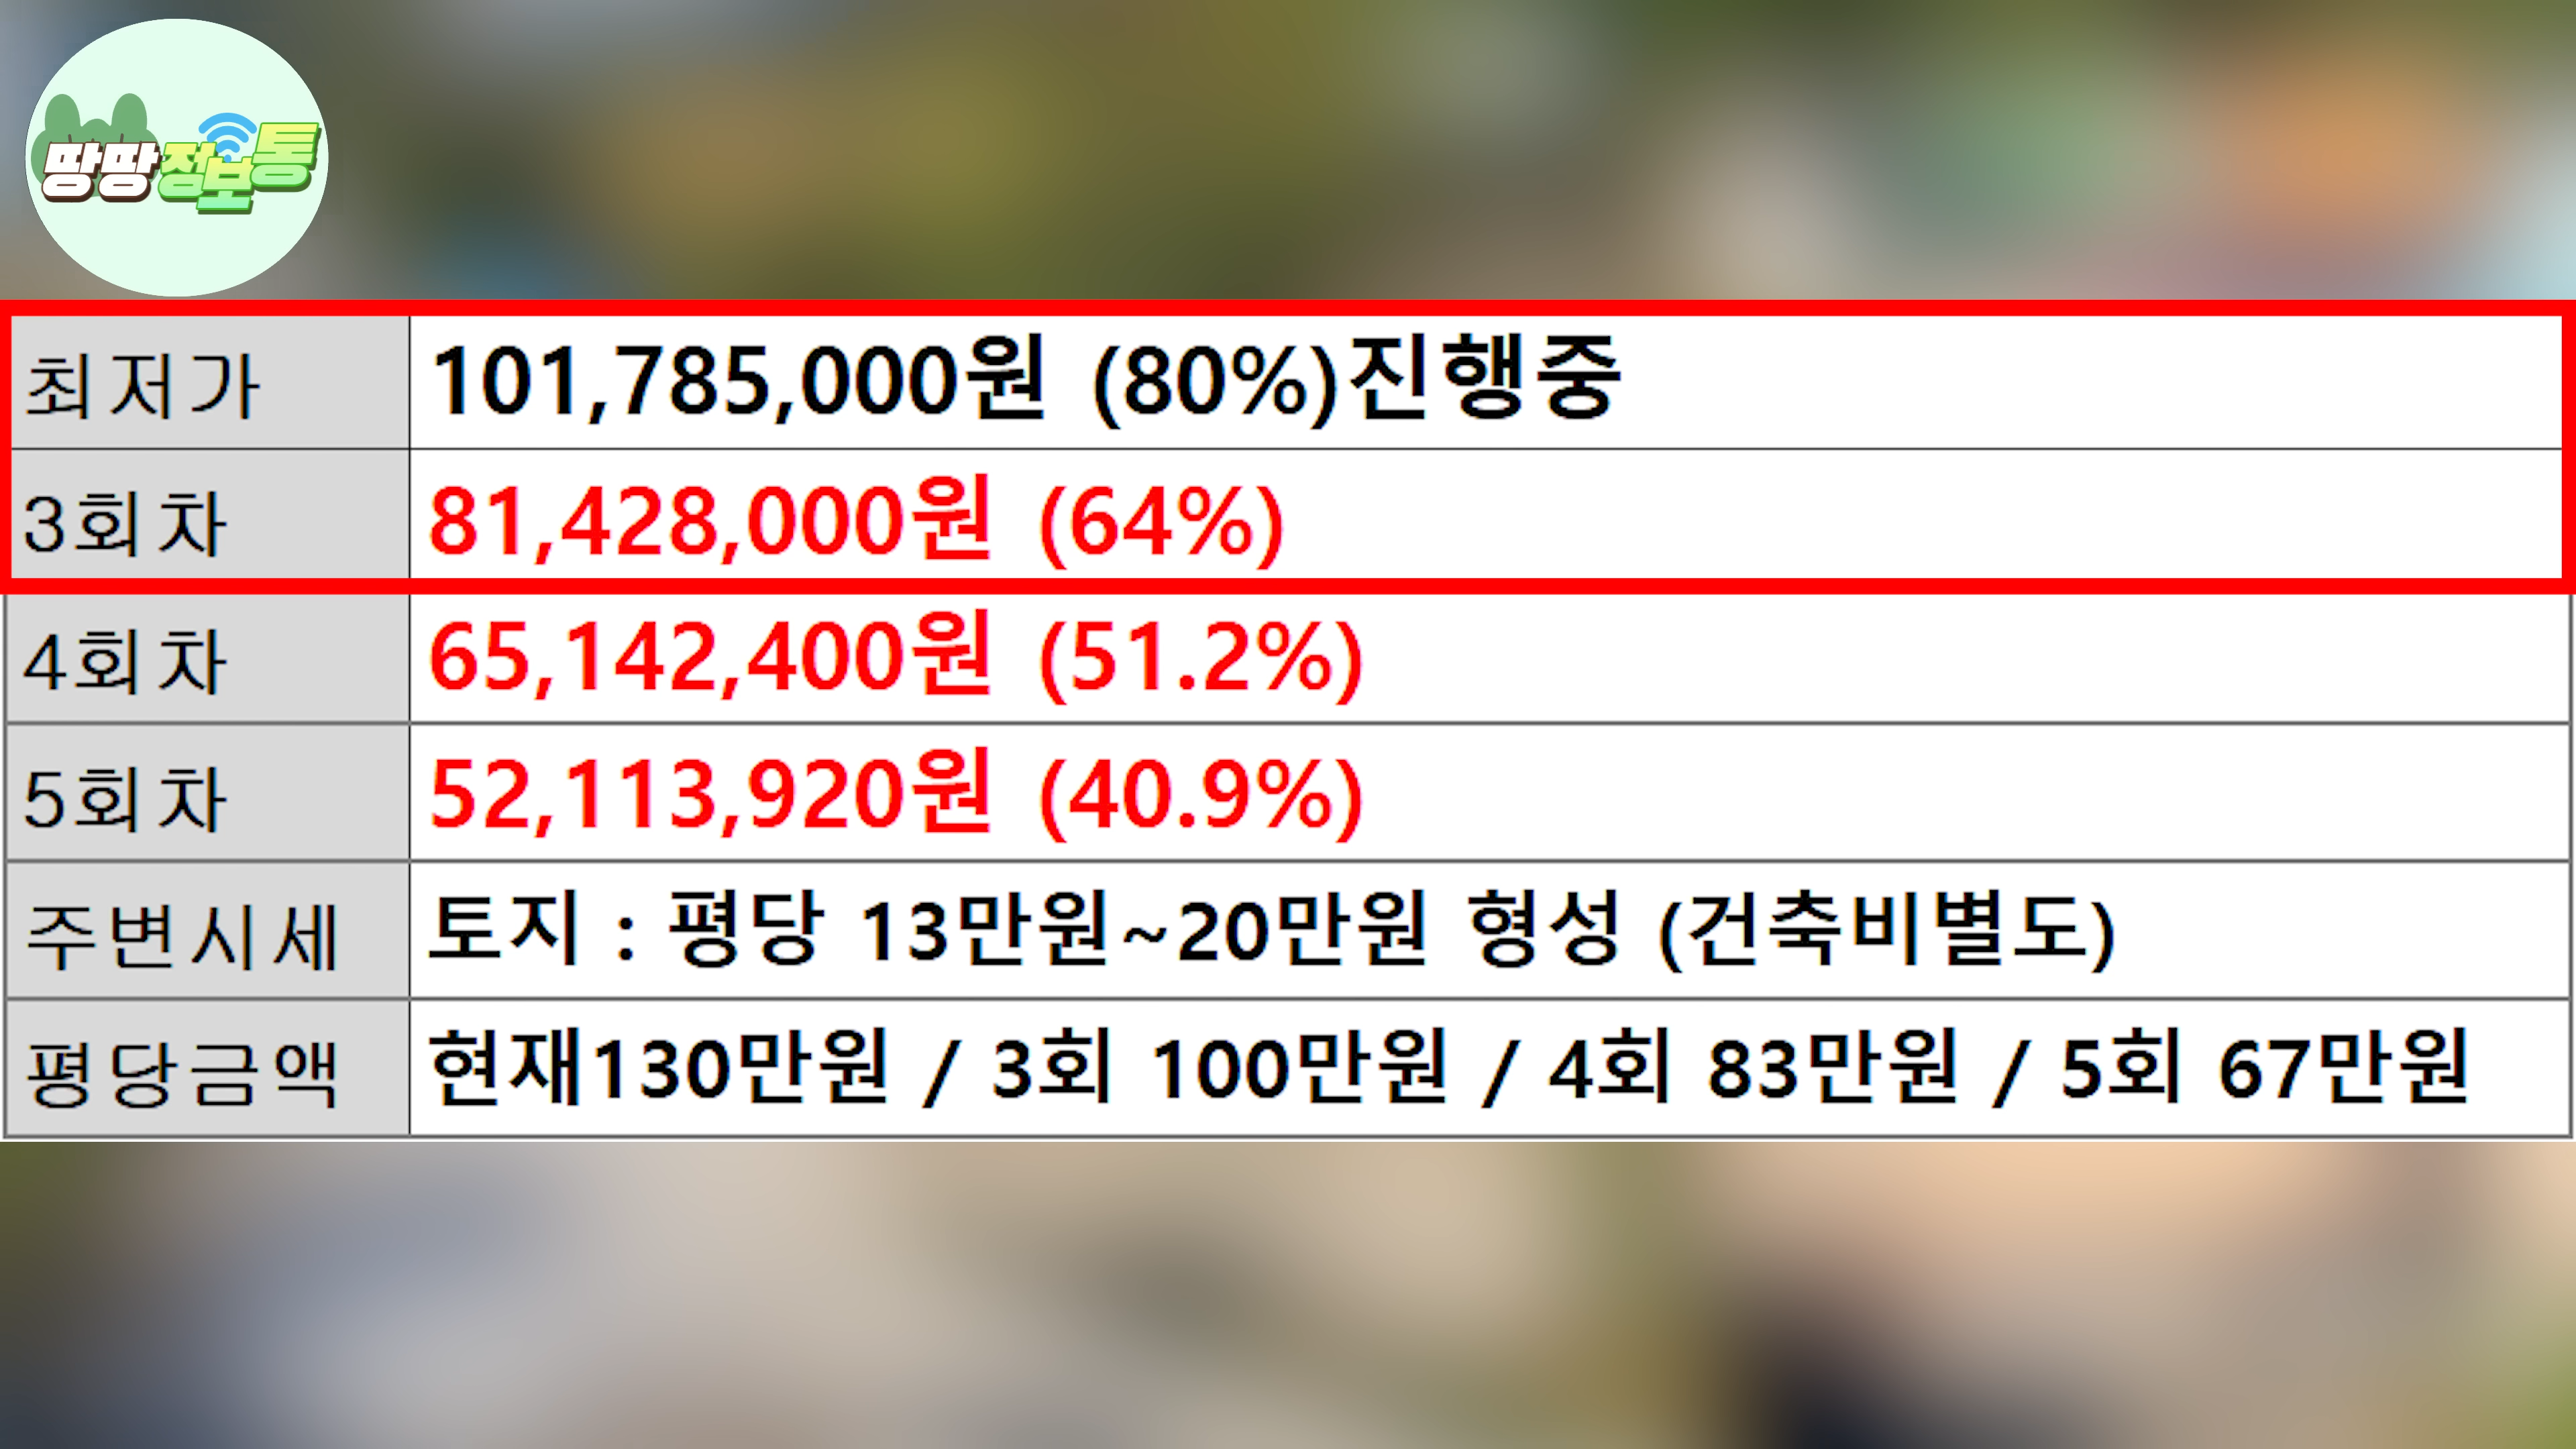 땅땅정보통
최저가 101,785,000원 (80%)진행중
3회차 81,428,000원 (64%)
4회차 65,142,400원 (51.2%)
5회차 52,113,920원 (40.9%)
주변시세 토지 : 평당 13만원~20만원 형성 (건축비별도)
평당금액 현재130만원 / 3회 100만원 / 4회 83만원 / 5회 67만원